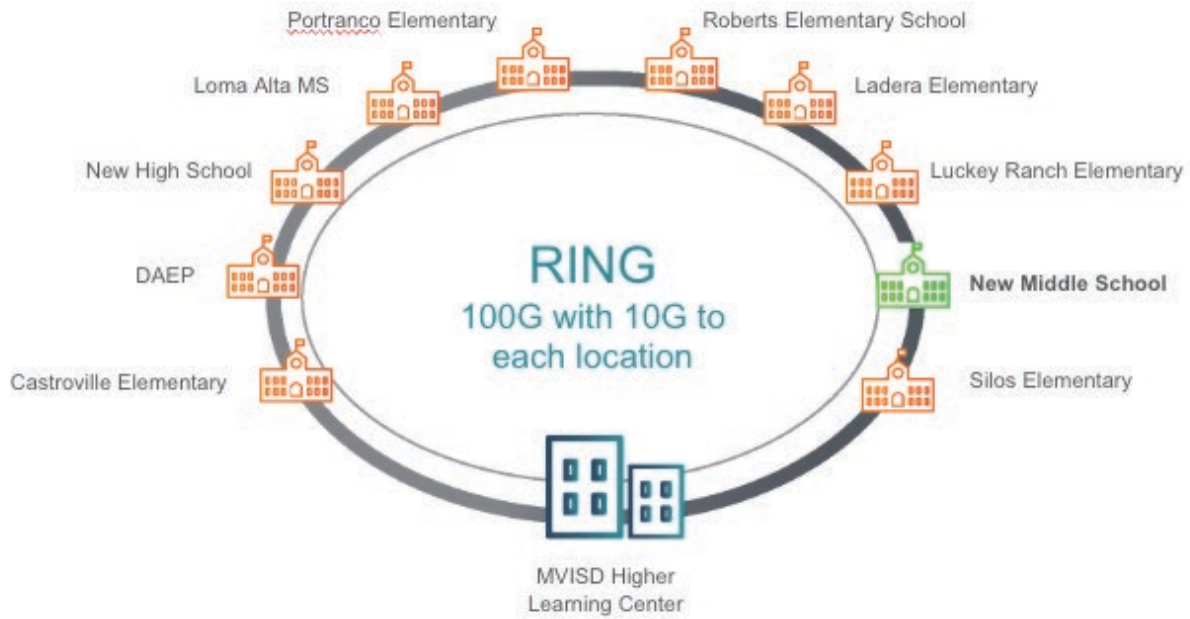 Portranco Elementary
Roberts Elementary School
Loma Alta MS
Ladera Elementary
New High School
Luckey Ranch Elementary
DAEP
RING
100G with 10G to
each location
New Middle School
Castroville Elementary
Silos Elementary
MVISD Higher
Learning Center